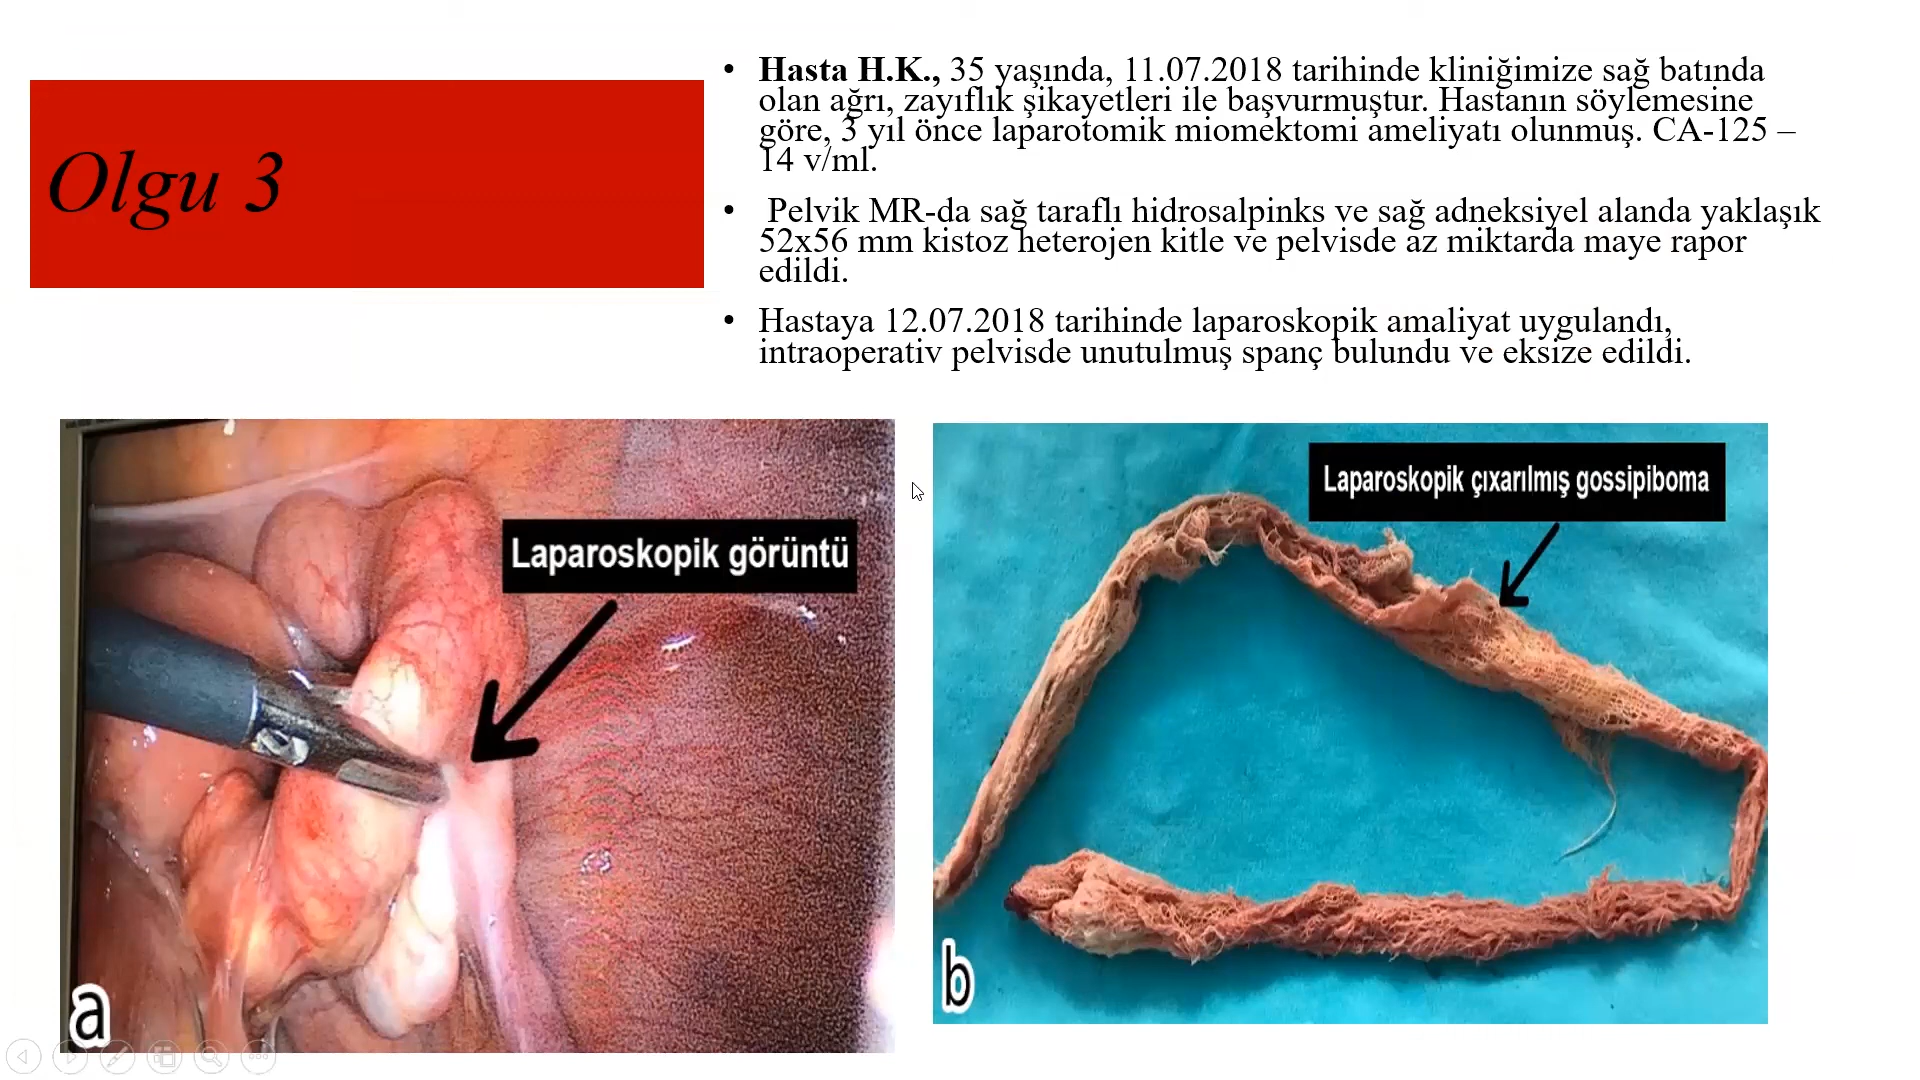 Olgu 3
• Hasta H.K., 35 yaşında, 11.07.2018 tarihinde kliniğimize sağ batında
olan ağrı, zayıflık şikayetleri ile başvurmuştur. Hastanın söylemesine
göre, 3 yıl önce laparotomik miomektomi ameliyatı olunmuş. CA-125 –
14 v/ml.
• Pelvik MR-da sağ taraflı hidrosalpinks ve sağ adneksiyel alanda yaklaşık
52x56 mm kistoz heterojen kitle ve pelvisde az miktarda maye rapor
edildi.
• Hastaya 12.07.2018 tarihinde laparoskopik amaliyat uygulandı,
intraoperativ pelvisde unutulmuş spanç bulundu ve eksize edildi.
Laparoskopik görüntü
a
Laparoskopik çıxarılmış gossipiboma
b